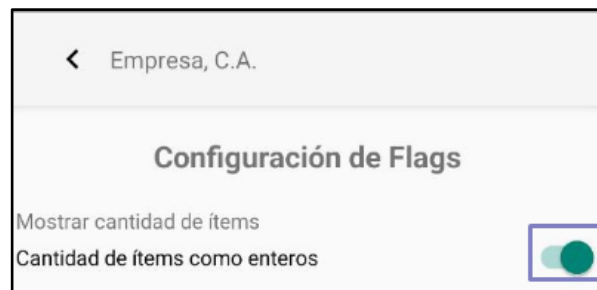 Empresa, C.A.
Configuración de Flags
Mostrar cantidad de ítems
Cantidad de ítems como enteros